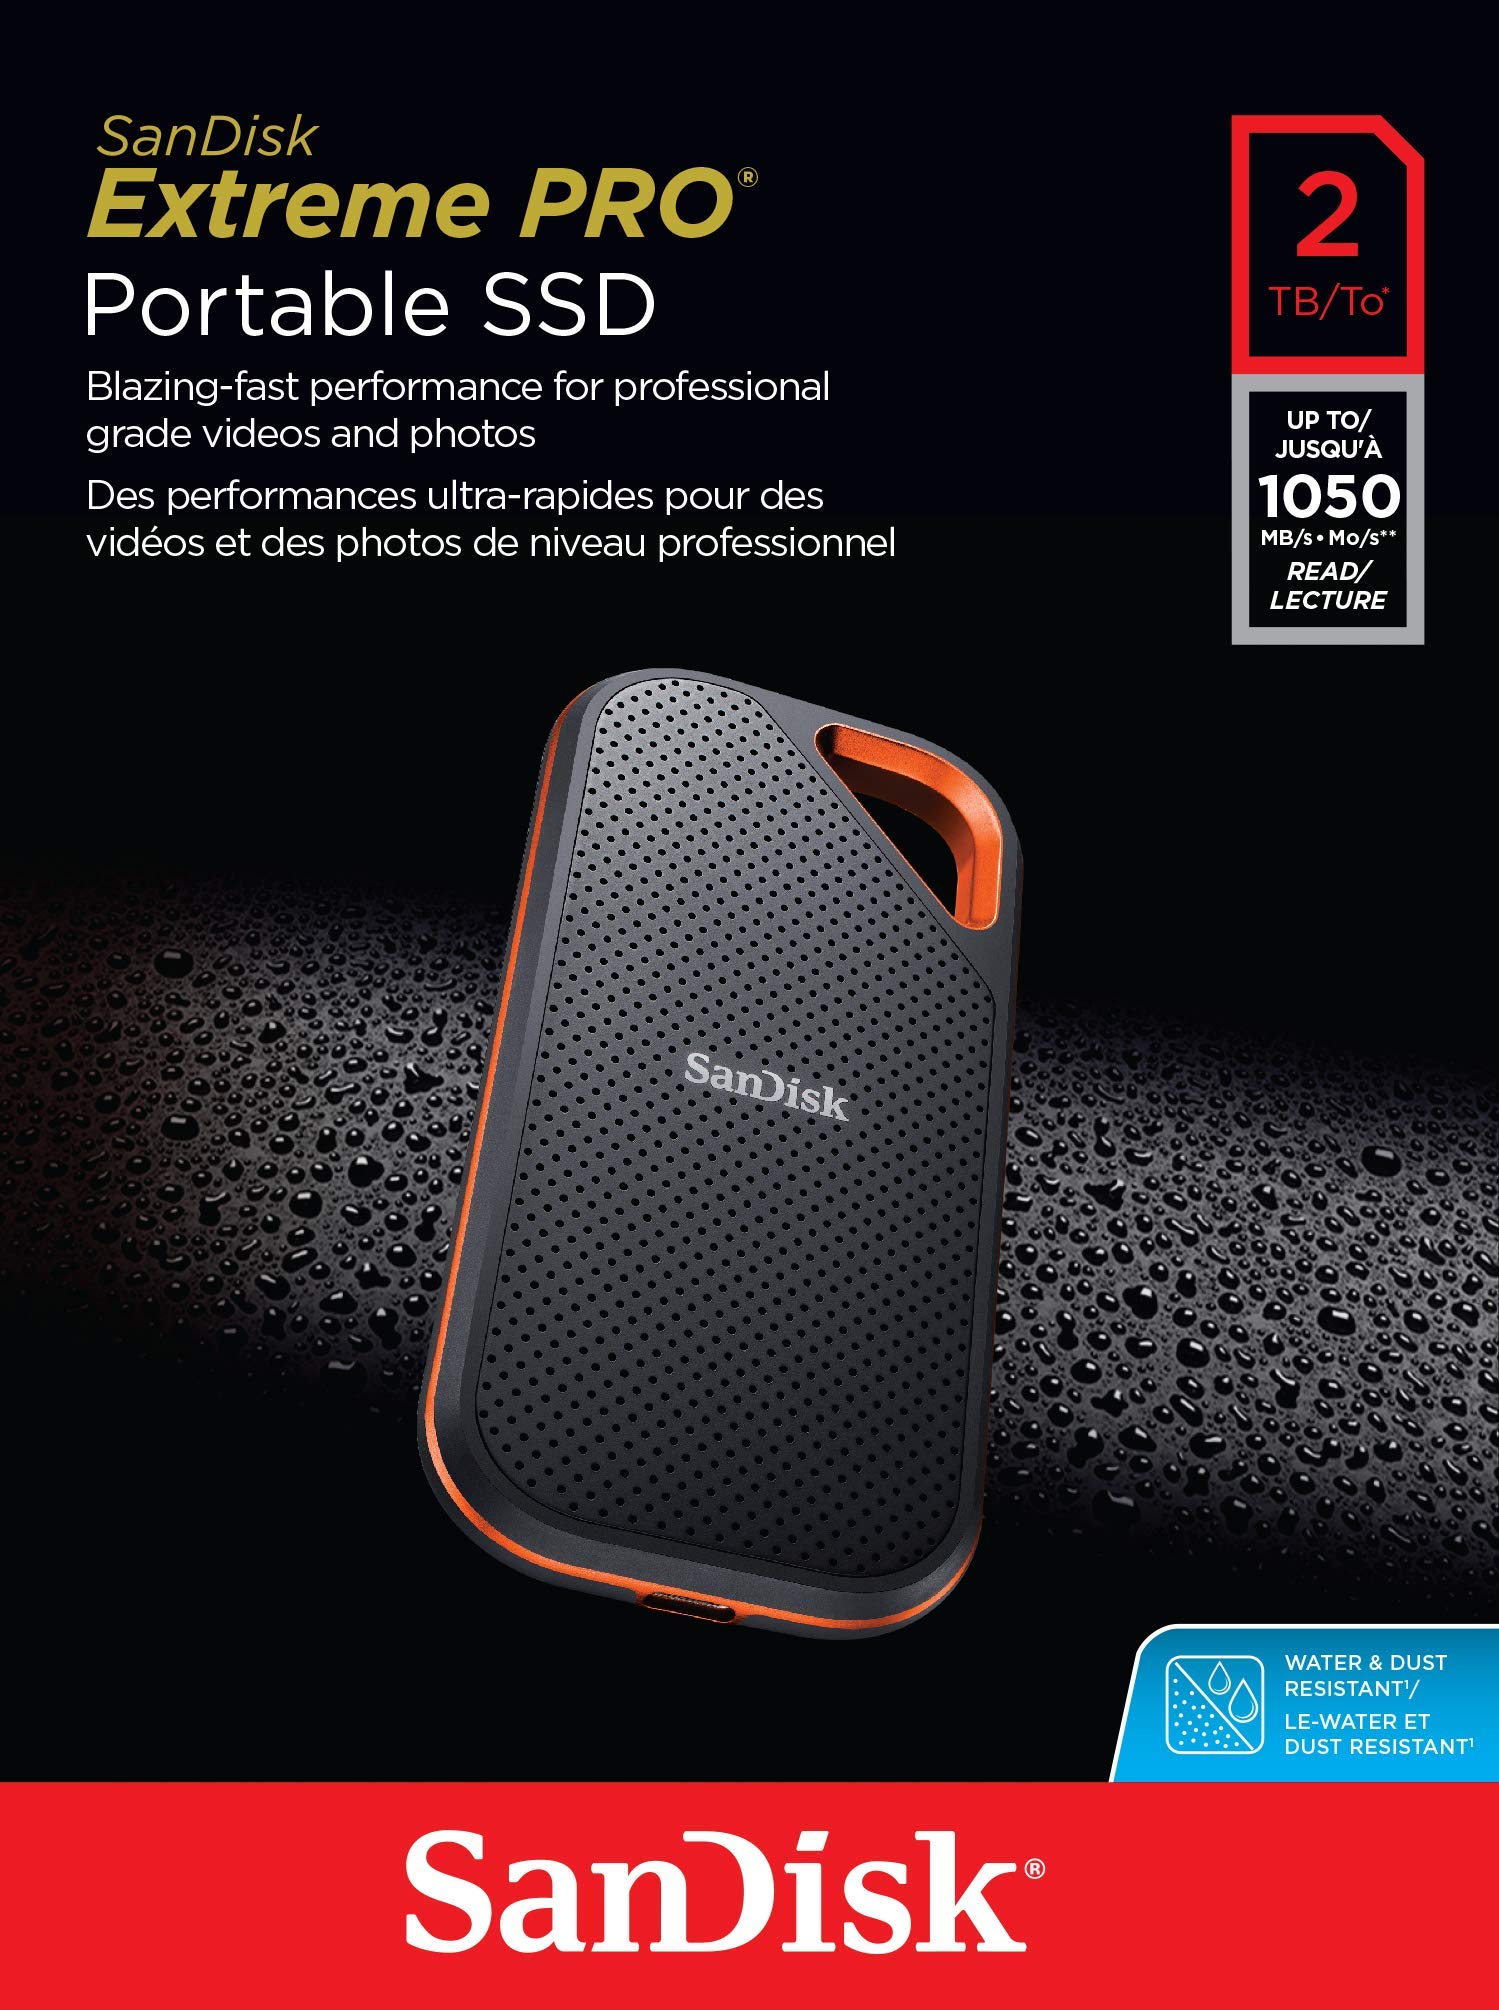 SanDisk
Extreme PRO®
Portable SSD
Blazing-fast performance for professional
grade videos and photos
Des performances ultra-rapides pour des
vidéos et des photos de niveau professionnel
2
TB/To*
UP TO/
JUSQU'À
1050
MB/s • Mo/s**
READ/
LECTURE
SanDisk
WATER & DUST
RESISTANT¹/
LE-WATER ET
DUST RESISTANT¹
SanDisk®